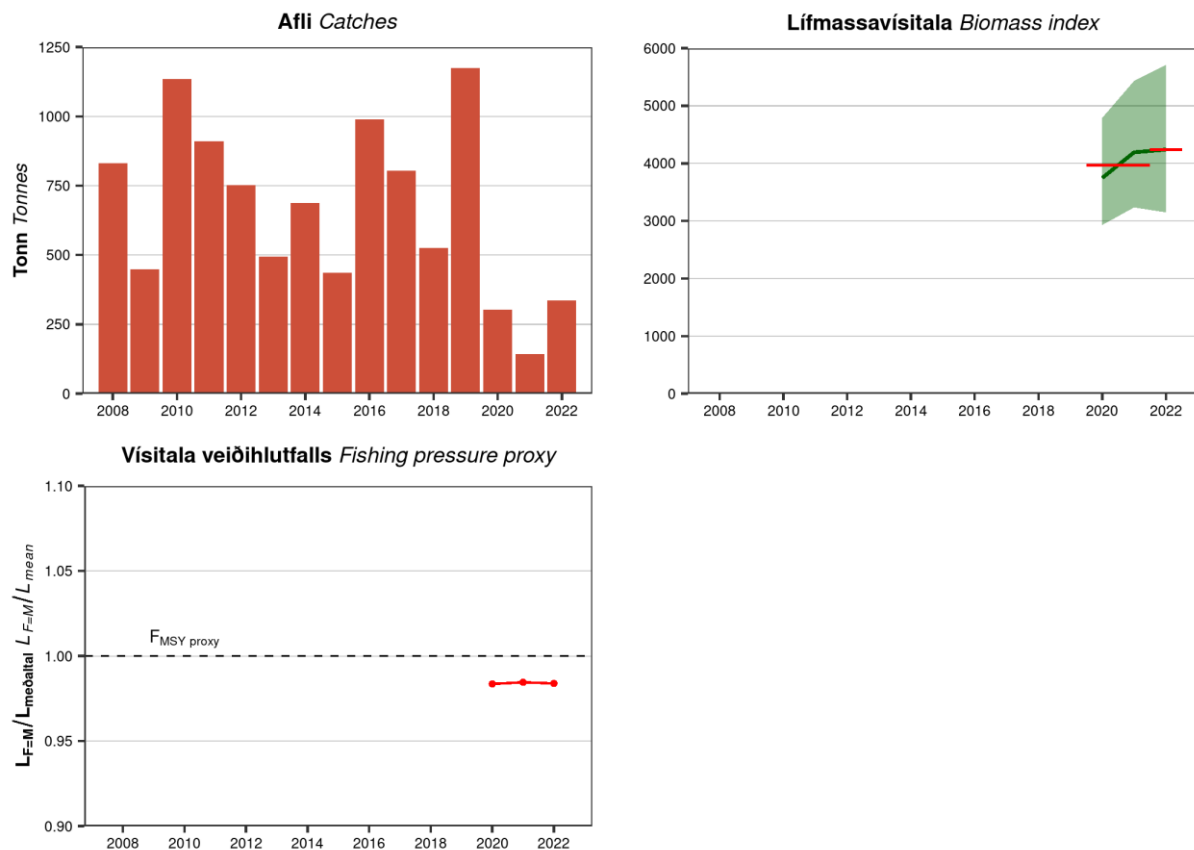 Afli Catches
Tonn Tonnes
1250
1000
750
500
250
0
2008 2010 2012 2014 2016 2018 2020 2022
Lífmassavísitala Biomass index
6000
5000
4000
3000
2000
1000
0
2008 2010 2012 2014 2016 2018 2020 2022
Vísitala veiðihlutfalls Fishing pressure proxy
L F=M/Lmeðaltal L F=M/L mean
1.10
1.05
1.00
0.95
0.90
FMSY proxy
2008 2010 2012 2014 2016 2018 2020 2022